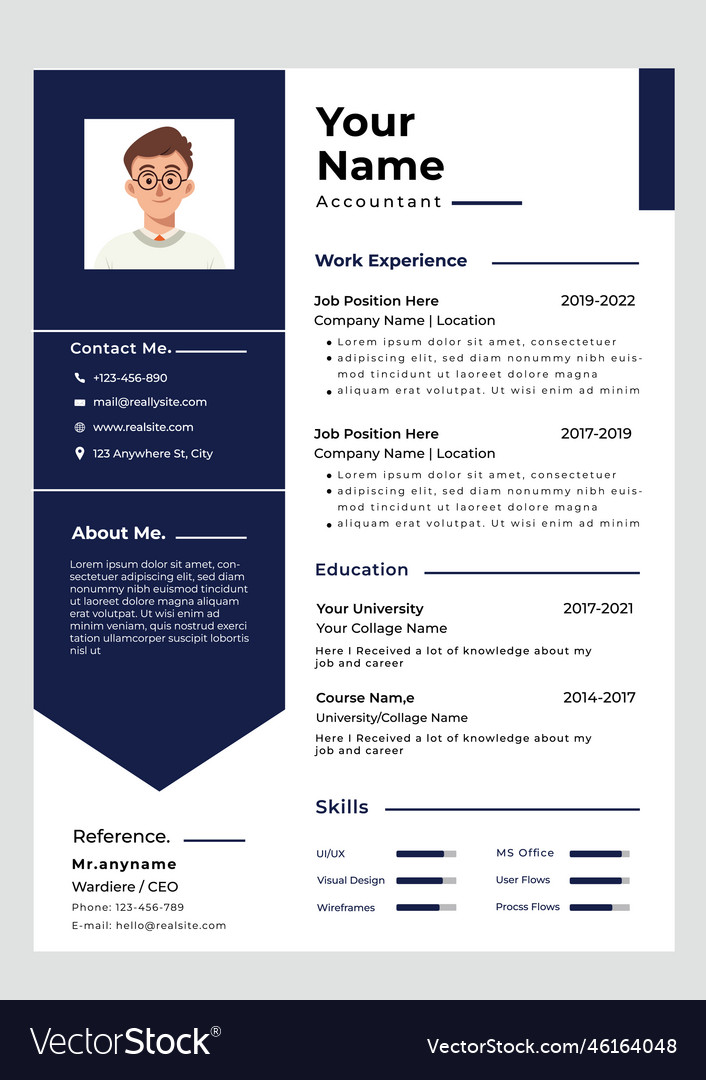 Your
Name
Accountant
Contact Me.
+123-456-890
mail@reallysite.com
www.realsite.com
123 Anywhere St, City
About Me.
Lorem ipsum dolor sit amet, con-
sectetuer adipiscing elit, sed diam
nonummy nibh euismod tincidunt
ut laoreet dolore magna aliquam
erat volutpat. Ut wisi enim ad
minim veniam, quis nostrud exerci
tation ullamcorper suscipit lobortis
nisl ut
Reference.
Mr.anyname
Wardiere / CEO
Phone: 123-456-789
E-mail: hello@realsite.com
Work Experience
Job Position Here 2019-2022
Company Name | Location
• Lorem ipsum dolor sit amet, consectetuer
• adipiscing elit, sed diam nonummy nibh euis-
mod tincidunt ut laoreet dolore magna
• aliquam erat volutpat. Ut wisi enim ad minim
Job Position Here 2017-2019
Company Name | Location
• Lorem ipsum dolor sit amet, consectetuer
• adipiscing elit, sed diam nonummy nibh euis-
mod tincidunt ut laoreet dolore magna
• aliquam erat volutpat. Ut wisi enim ad minim
Education
Your University 2017-2021
Your Collage Name
Here I Received a lot of knowledge about my
job and career
Course Nam,e 2014-2017
University/Collage Name
Here I Received a lot of knowledge about my
job and career
Skills
UI/UX MS Office
Visual Design User Flows
Wireframes Procss Flows
VectorStock® VectorStock.com/46164048